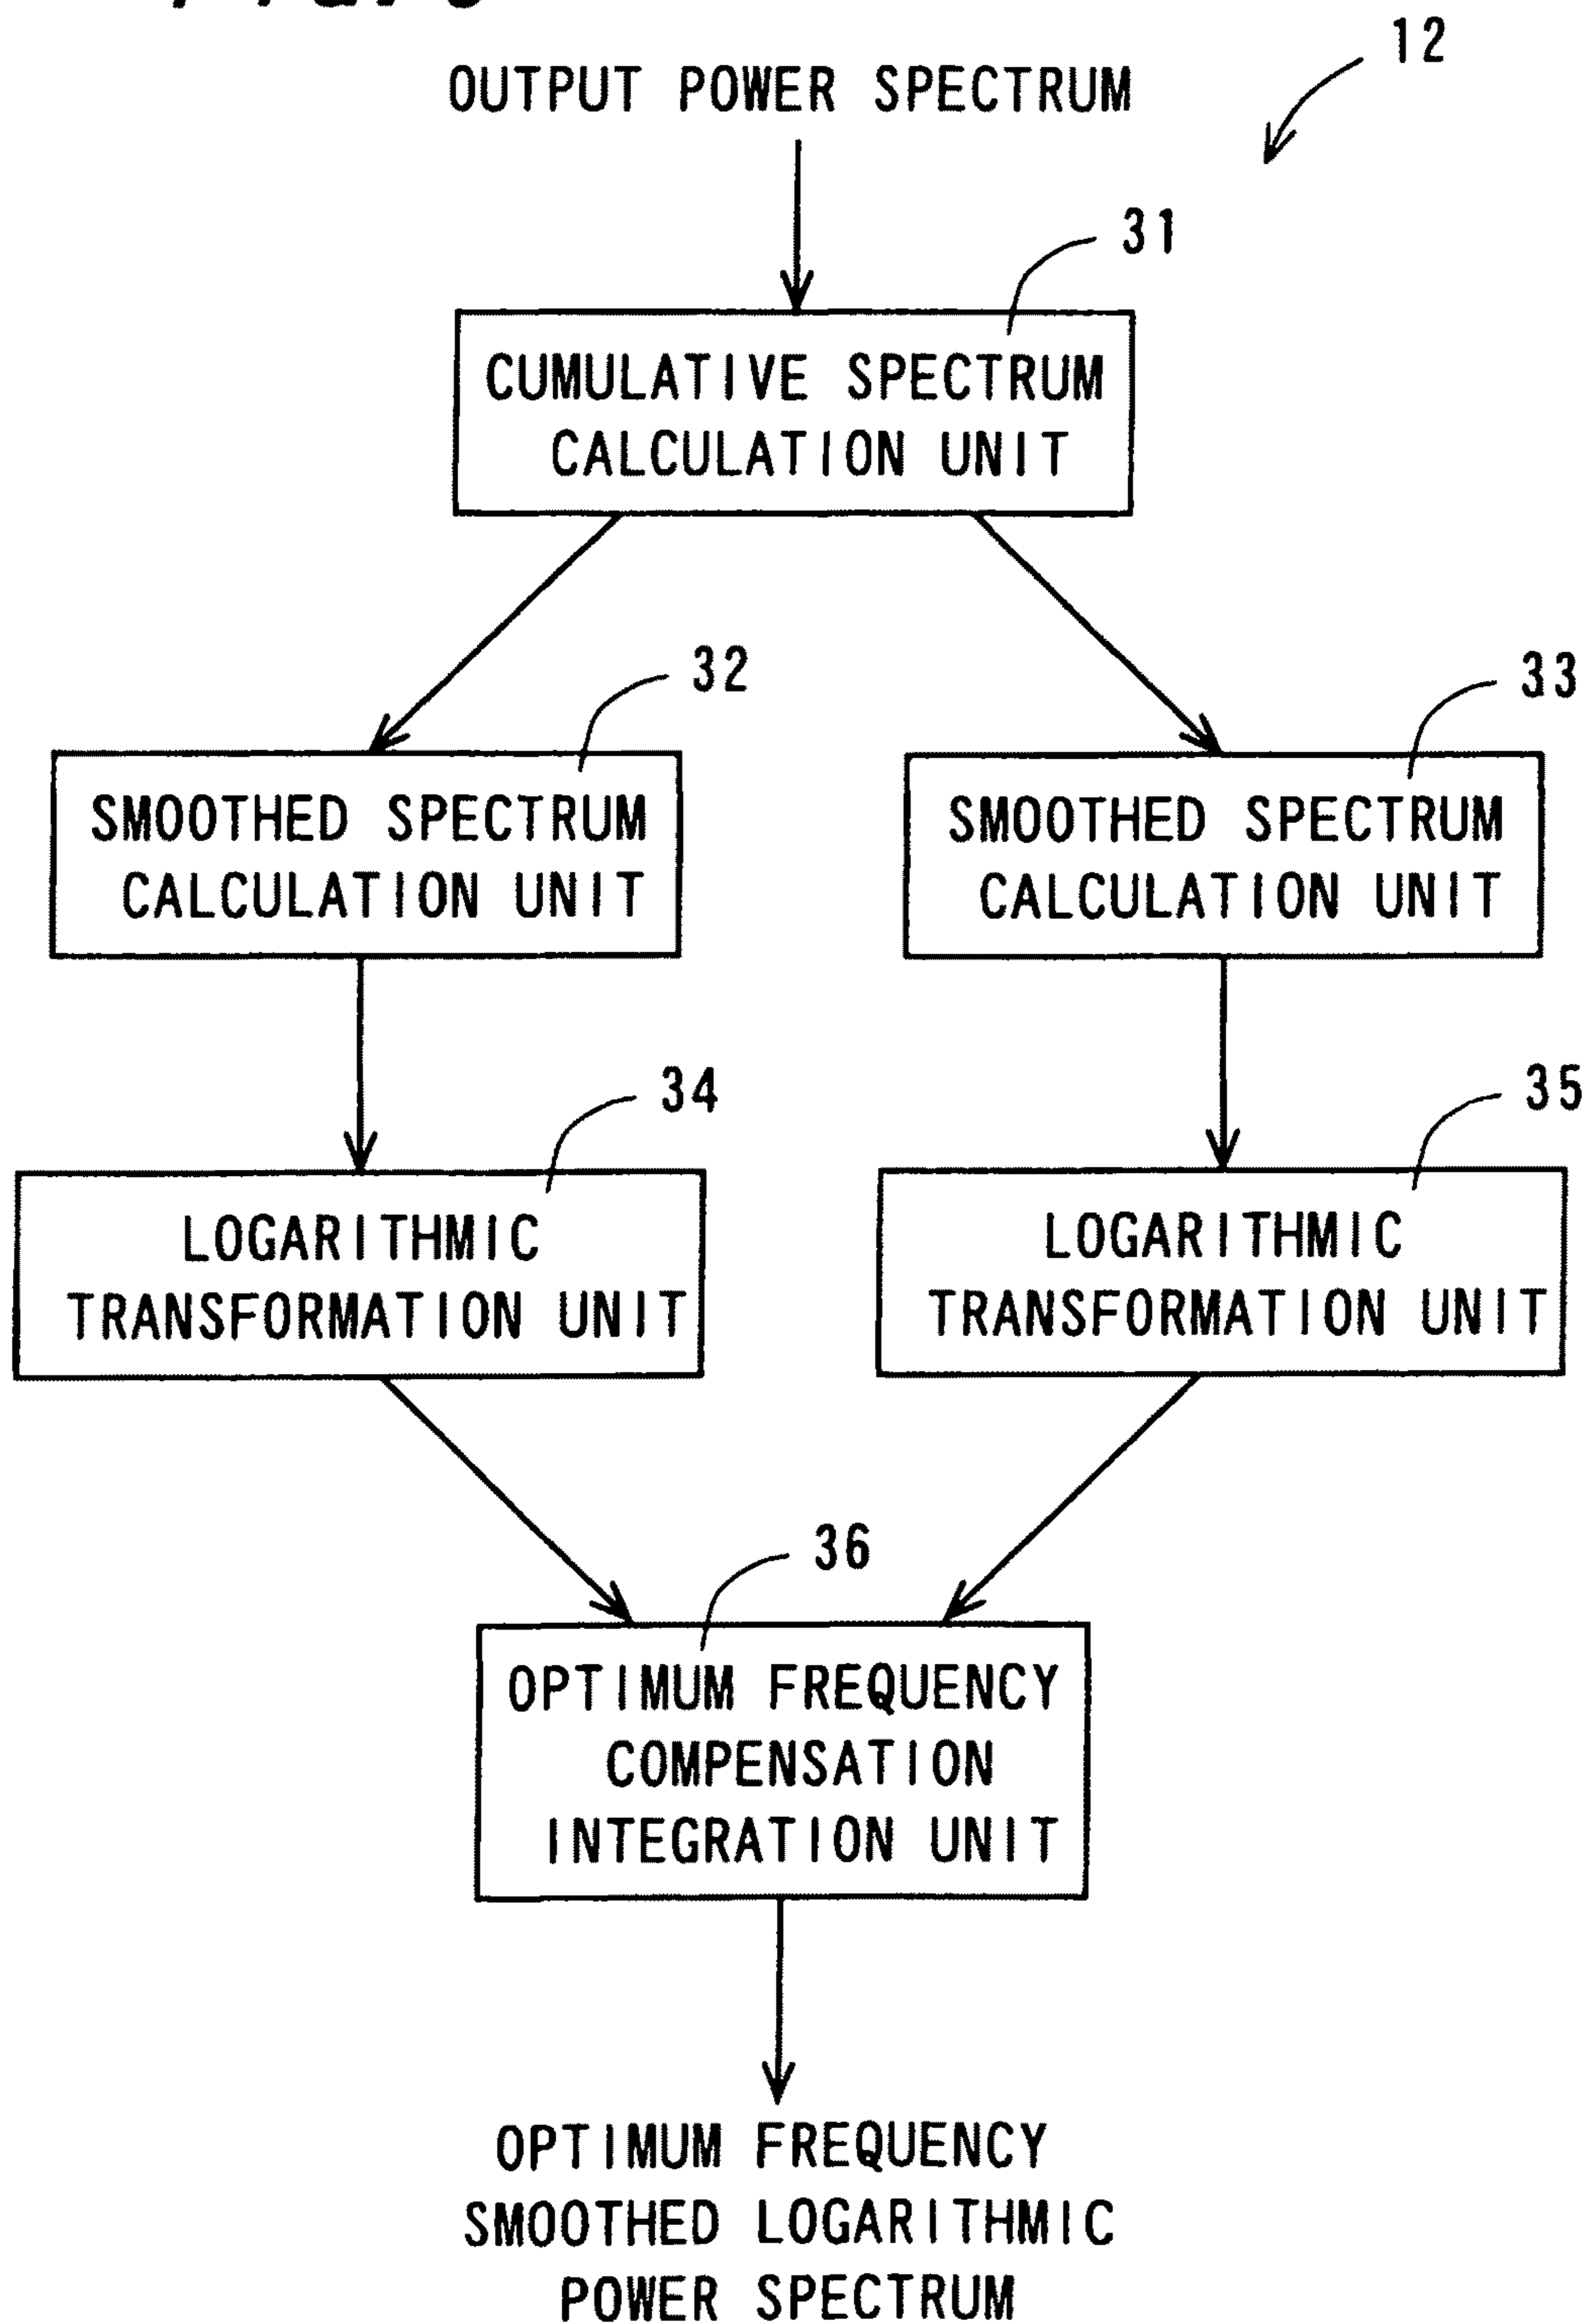 12
OUTPUT POWER SPECTRUM
31
CUMULATIVE SPECTRUM
CALCULATION UNIT
32
33
SMOOTHED SPECTRUM
CALCULATION UNIT
SMOOTHED SPECTRUM
CALCULATION UNIT
34
35
LOGARITHMIC
TRANSFORMATION UNIT
LOGARITHMIC
TRANSFORMATION UNIT
36
OPTIMUM FREQUENCY
COMPENSATION
INTEGRATION UNIT
OPTIMUM FREQUENCY
SMOOTHED LOGARITHMIC
POWER SPECTRUM